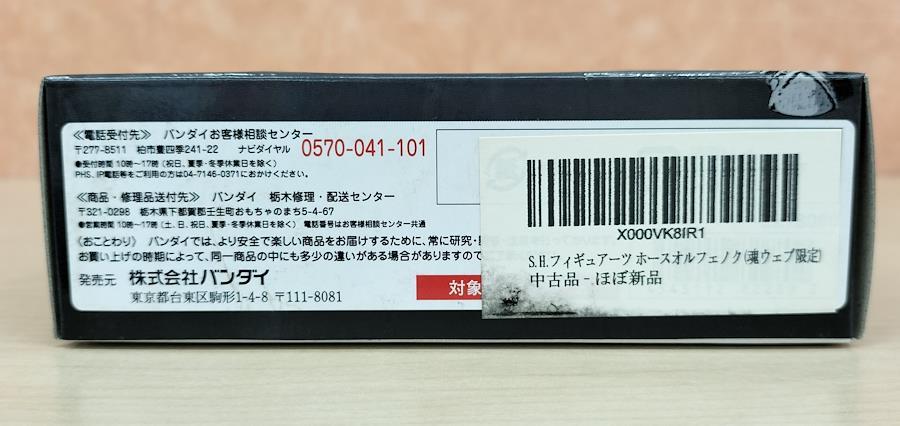 ≪電話受付先≫ バンダイお客様相談センター
〒277-8511 柏市豊四季241-22 ナビダイヤル 0570-041-101
●受付時間 10時～17時 (祝日、夏季・冬季休業日を除く)
PHS、IP電話等をご利用の方は04-7146-0371におかけください。
≪商品・修理品送付先≫ バンダイ 栃木修理・配送センター
〒321-0298 栃木県下都賀郡壬生町おもちゃのまち5-4-67
●営業時間 10時～17時 (土、日、祝日、夏季・冬季休業日を除く) 電話番号はお客様相談センター共通
≪おことわり≫ バンダイでは、より安全で楽しい商品をお届けするために、常に研究・
お買い上げの時期によって、同一商品の中にも多少の違いがある場合がありますので
発売元 株式会社バンダイ
東京都台東区駒形1-4-8 〒111-8081
対象
X000VK8IR1
S.H.フィギュアーツ ホースオルフェノク(魂ウェブ限定)
中古品 - ほぼ新品